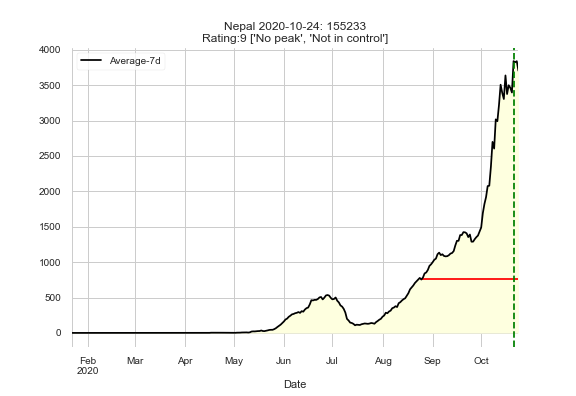 Nepal 2020-10-24: 155233
Rating:9 ['No peak', 'Not in control']
Average-7d
4000
3500
3000
2500
2000
1500
1000
500
0
Feb Mar Apr May Jun Jul Aug Sep Oct
2020
Date